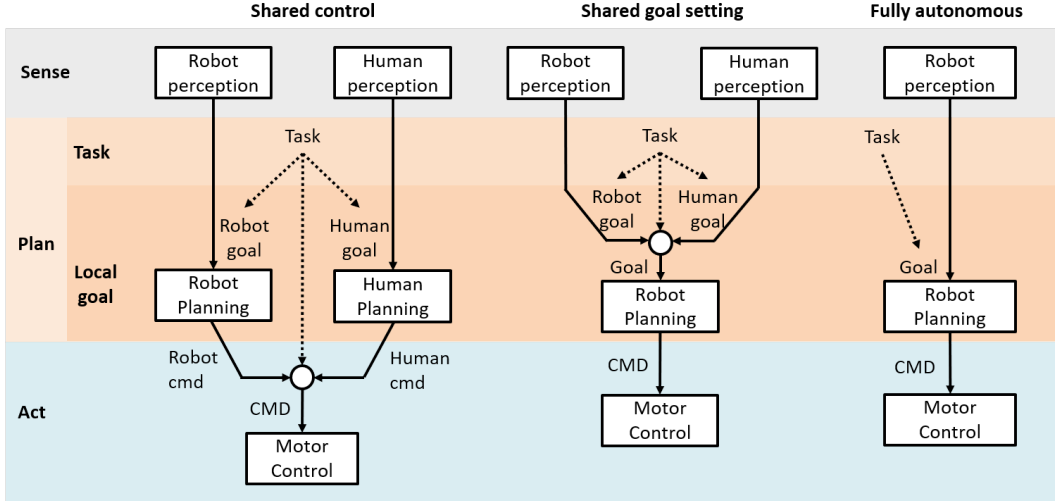 Shared control
Shared goal setting
Fully autonomous
Sense
Robot
perception
Human
perception
Robot
perception
Human
perception
Robot
perception
Plan
Task
Task
Task
Task
Local
goal
Robot
goal
Human
goal
Robot
goal
Human
goal
Goal
Goal
Robot
Planning
Human
Planning
Robot
Planning
Robot
Planning
Act
Robot
cmd
Human
cmd
CMD
CMD
CMD
Motor
Control
Motor
Control
Motor
Control